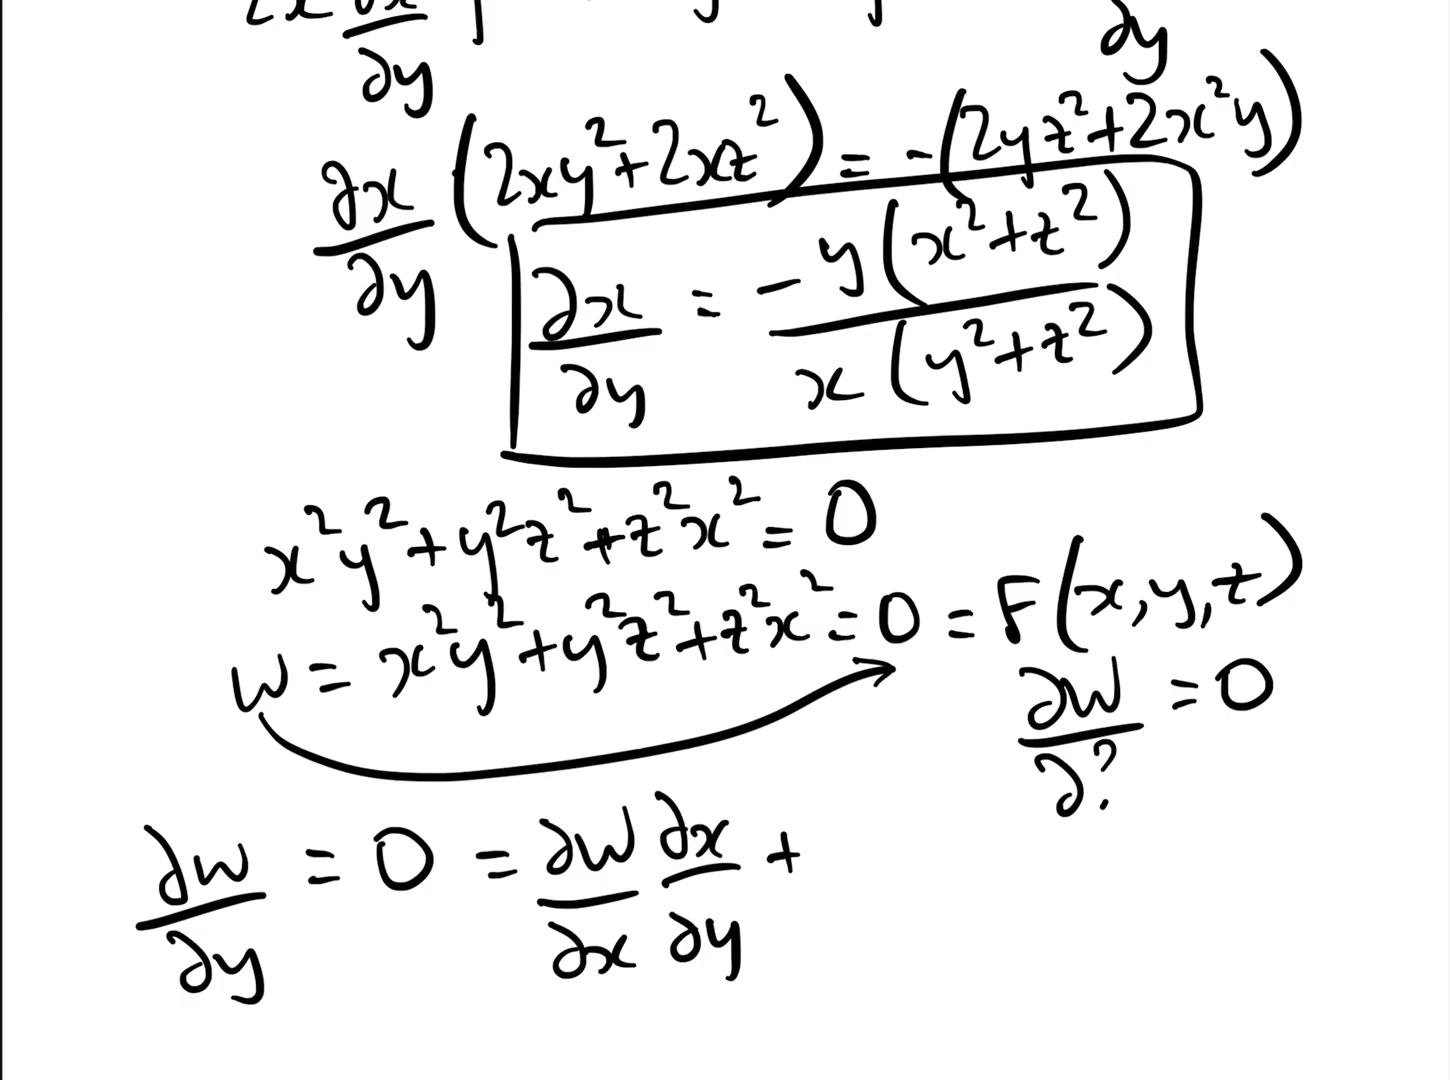 ∂y ∂y
∂x/∂y (2xy²+2xz²) = -(2yz²+2x²y)
∂x/∂y = -y(x²+z²)/x(y²+z²)
x²y²+y²z²+z²x² = 0
w = x²y²+y²z²+z²x² = 0 = F(x,y,z)
∂w/∂? = 0
∂w/∂y = 0 = ∂w/∂x ∂x/∂y +